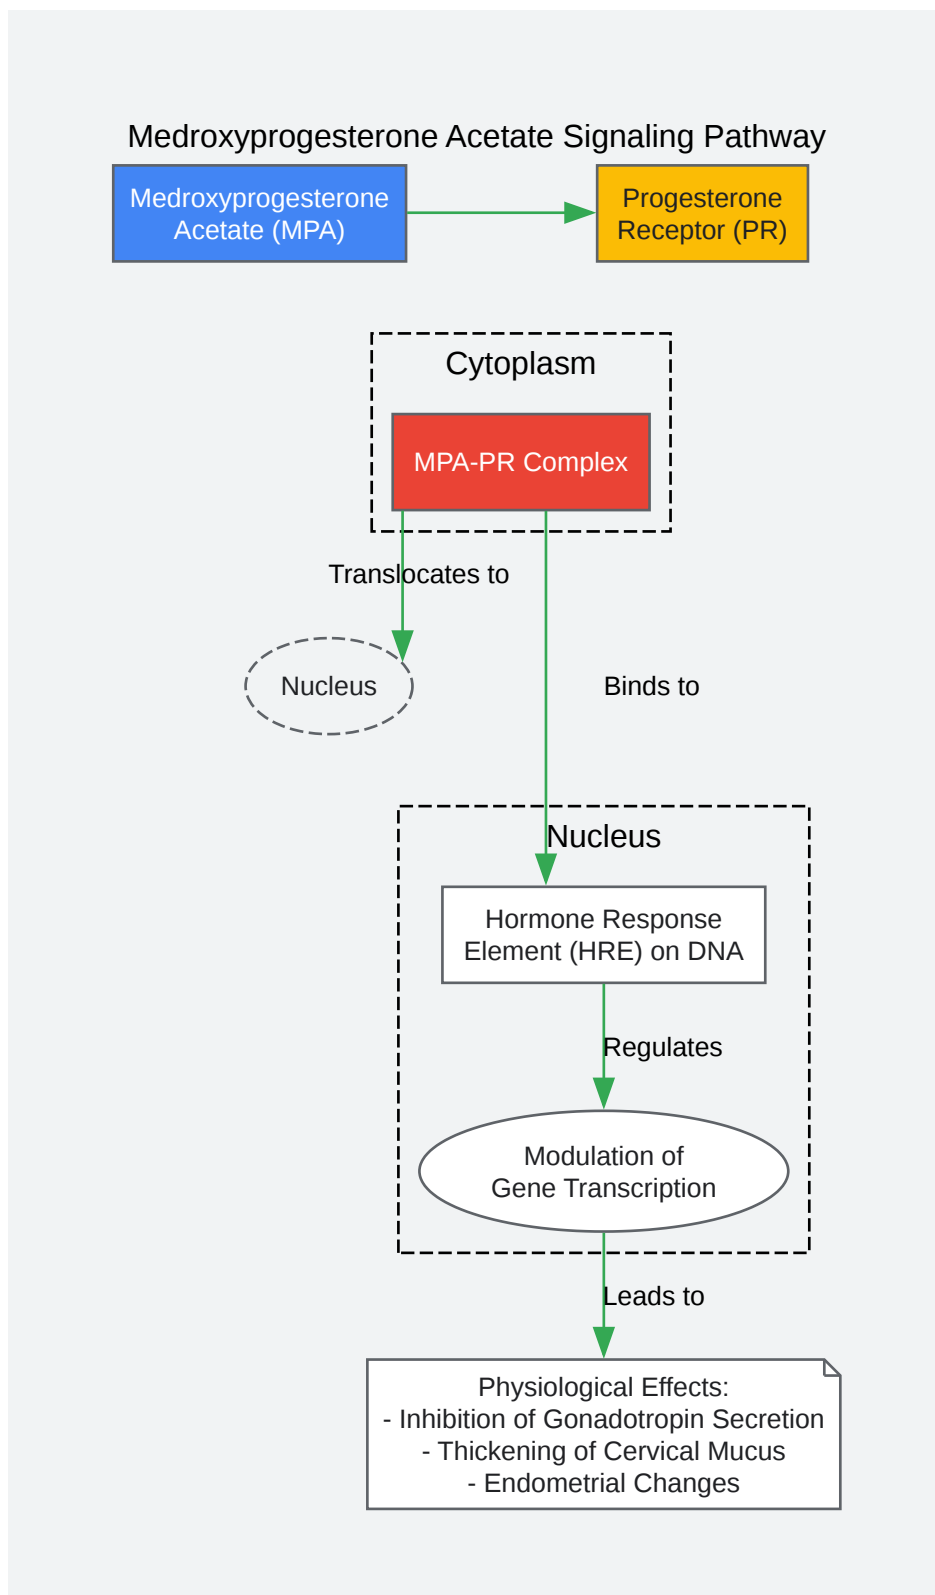 Medroxyprogesterone Acetate Signaling Pathway
Medroxyprogesterone
Acetate (MPA)
Progesterone
Receptor (PR)
Cytoplasm
MPA-PR Complex
Translocates to
Nucleus
Binds to
Nucleus
Hormone Response
Element (HRE) on DNA
Regulates
Modulation of
Gene Transcription
Leads to
Physiological Effects:
- Inhibition of Gonadotropin Secretion
- Thickening of Cervical Mucus
- Endometrial Changes